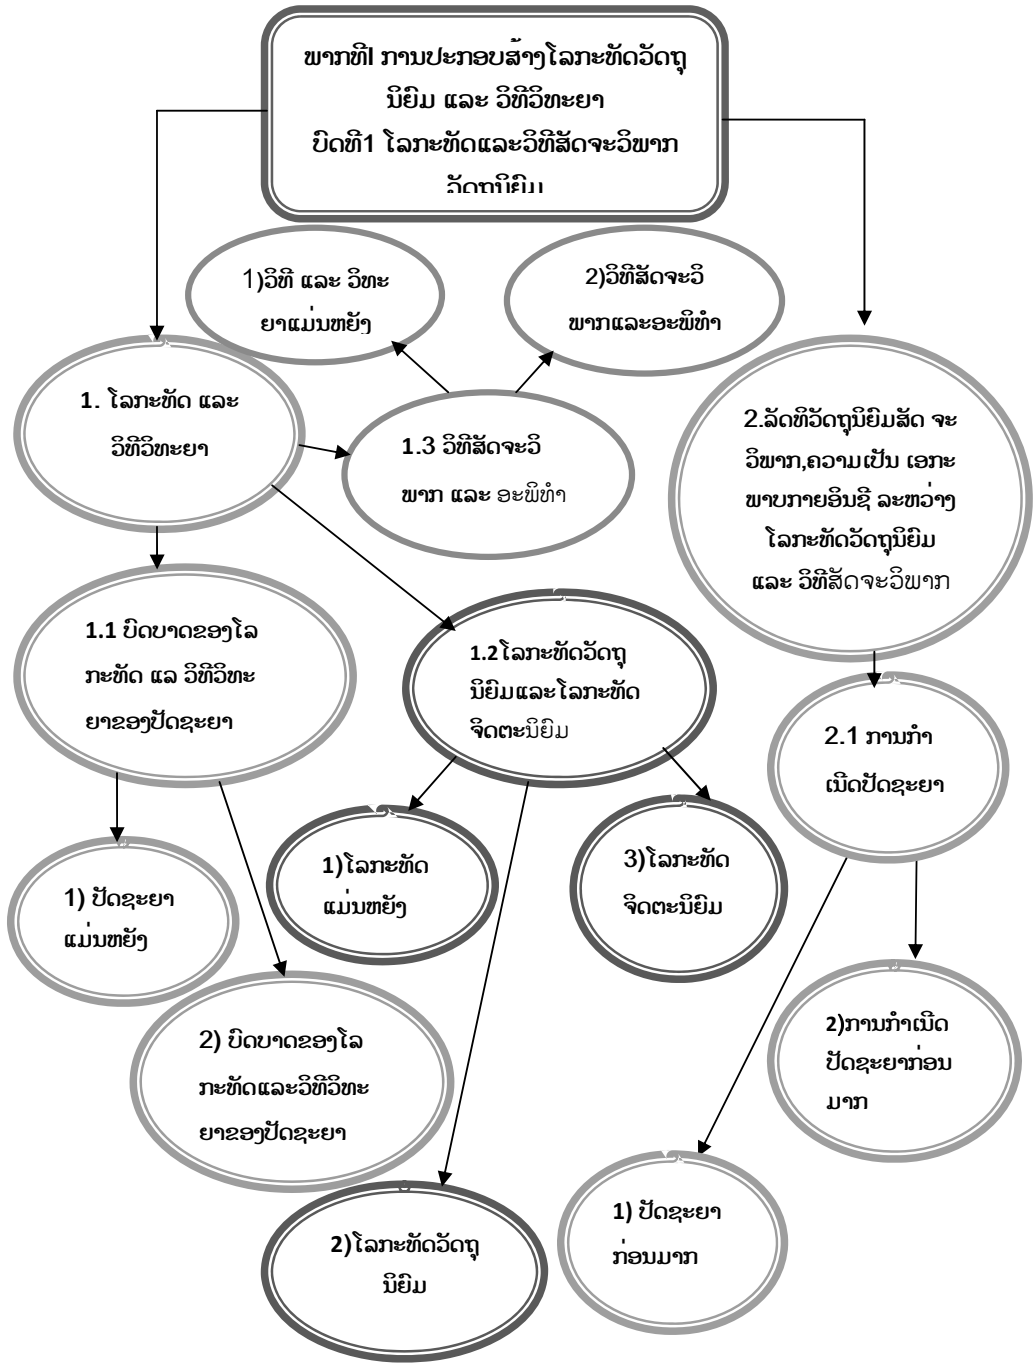 ພາກທີI ການປະກອບສ້າງໂລກະທັດວັດຖຸ
ນິຍົມ ແລະ ວິທີວິທະຍາ
ບົດທີ1 ໂລກະທັດແລະວິທີສັດຈະວິພາກ
ວັດຖຸນິຍົມ
1)ວິທີ ແລະ ວິທະ
ຍາແມ່ນຫຍັງ
2)ວິທີສັດຈະວິ
ພາກແລະອະພິທຳ
1. ໂລກະທັດ ແລະ
ວິທີວິທະຍາ
1.3 ວິທີສັດຈະວິ
ພາກ ແລະ ອະພິທຳ
2.ລັດທິວັດຖຸນິຍົມສັດ ຈະ
ວິພາກ,ຄວາມເປັນ ເອກະ
ພາບກາຍອິນຊີ ລະຫວ່າງ
ໂລກະທັດວັດຖຸນິຍົມ
ແລະ ວິທີສັດຈະວິພາກ
1.1 ບົດບາດຂອງໂລ
ກະທັດ ແລ ວິທີວິທະ
ຍາຂອງປັດຊະຍາ
1.2ໂລກະທັດວັດຖຸ
ນິຍົມແລະໂລກະທັດ
ຈິດຕະນິຍົມ
2.1 ການກຳ
ເນີດປັດຊະຍາ
1) ປັດຊະຍາ
ແມ່ນຫຍັງ
1)ໂລກະທັດ
ແມ່ນຫຍັງ
3)ໂລກະທັດ
ຈິດຕະນິຍົມ
2) ບົດບາດຂອງໂລ
ກະທັດແລະວິທີວິທະ
ຍາຂອງປັດຊະຍາ
2)ການກຳເນີດ
ປັດຊະຍາກ່ອນ
ມາກ
2)ໂລກະທັດວັດຖຸ
ນິຍົມ
1) ປັດຊະຍາ
ກ່ອນມາກ